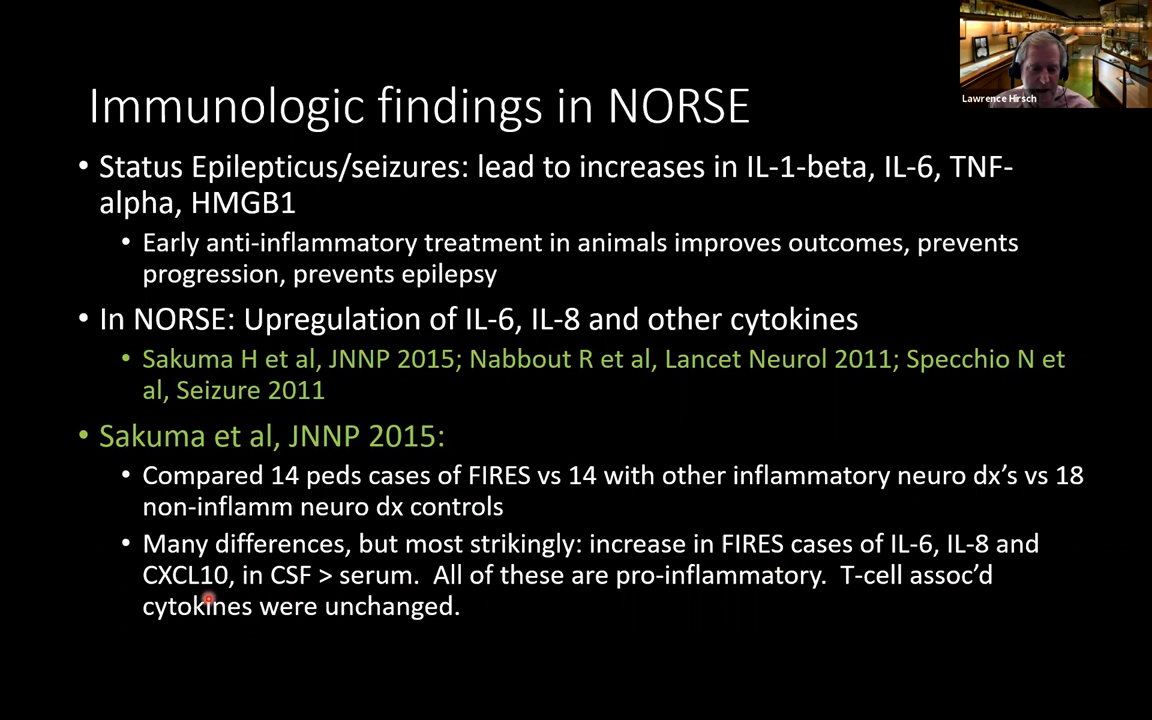 Lawrence Hirsch
Immunologic findings in NORSE
• Status Epilepticus/seizures: lead to increases in IL-1-beta, IL-6, TNF-
alpha, HMGB1
• Early anti-inflammatory treatment in animals improves outcomes, prevents
progression, prevents epilepsy
• In NORSE: Upregulation of IL-6, IL-8 and other cytokines
• Sakuma H et al, JNNP 2015; Nabbout R et al, Lancet Neurol 2011; Specchio N et
al, Seizure 2011
• Sakuma et al, JNNP 2015:
• Compared 14 peds cases of FIRES vs 14 with other inflammatory neuro dx's vs 18
non-inflamm neuro dx controls
• Many differences, but most strikingly: increase in FIRES cases of IL-6, IL-8 and
CXCL10, in CSF > serum. All of these are pro-inflammatory. T-cell assoc'd
cytokines were unchanged.